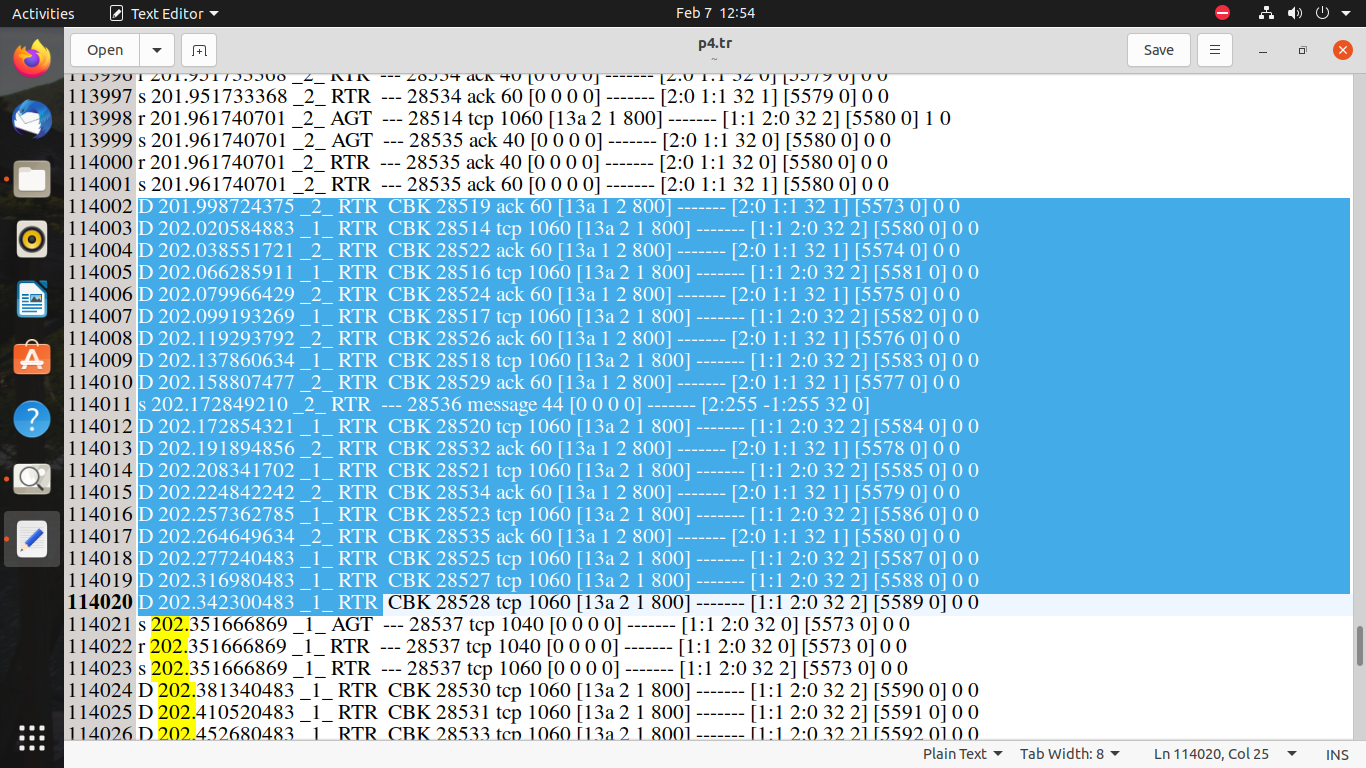 Activities Text Editor Feb 7 12:54
Open p4.tr Save
~
113996 r 201.951733368 _2_ RTR --- 28534 ack 40 [0 0 0 0] ------- [2:0 1:1 32 0] [5579 0] 0 0
113997 s 201.951733368 _2_ RTR --- 28534 ack 60 [0 0 0 0] ------- [2:0 1:1 32 1] [5579 0] 0 0
113998 r 201.961740701 _2_ AGT --- 28514 tcp 1060 [13a 2 1 800] ------- [1:1 2:0 32 2] [5580 0] 1 0
113999 s 201.961740701 _2_ AGT --- 28535 ack 40 [0 0 0 0] ------- [2:0 1:1 32 0] [5580 0] 0 0
114000 r 201.961740701 _2_ RTR --- 28535 ack 40 [0 0 0 0] ------- [2:0 1:1 32 0] [5580 0] 0 0
114001 s 201.961740701 _2_ RTR --- 28535 ack 60 [0 0 0 0] ------- [2:0 1:1 32 1] [5580 0] 0 0
114002 D 201.998724375 _2_ RTR CBK 28519 ack 60 [13a 1 2 800] ------- [2:0 1:1 32 1] [5573 0] 0 0
114003 D 202.020584883 _1_ RTR CBK 28514 tcp 1060 [13a 2 1 800] ------- [1:1 2:0 32 2] [5580 0] 0 0
114004 D 202.038551721 _2_ RTR CBK 28522 ack 60 [13a 1 2 800] ------- [2:0 1:1 32 1] [5574 0] 0 0
114005 D 202.066285911 _1_ RTR CBK 28516 tcp 1060 [13a 2 1 800] ------- [1:1 2:0 32 2] [5581 0] 0 0
114006 D 202.079966429 _2_ RTR CBK 28524 ack 60 [13a 1 2 800] ------- [2:0 1:1 32 1] [5575 0] 0 0
114007 D 202.099193269 _1_ RTR CBK 28517 tcp 1060 [13a 2 1 800] ------- [1:1 2:0 32 2] [5582 0] 0 0
114008 D 202.119293792 _2_ RTR CBK 28526 ack 60 [13a 1 2 800] ------- [2:0 1:1 32 1] [5576 0] 0 0
114009 D 202.137860634 _1_ RTR CBK 28518 tcp 1060 [13a 2 1 800] ------- [1:1 2:0 32 2] [5583 0] 0 0
114010 D 202.158807477 _2_ RTR CBK 28529 ack 60 [13a 1 2 800] ------- [2:0 1:1 32 1] [5577 0] 0 0
114011 s 202.172849210 _2_ RTR --- 28536 message 44 [0 0 0 0] ------- [2:255 -1:255 32 0]
114012 D 202.172854321 _1_ RTR CBK 28520 tcp 1060 [13a 2 1 800] ------- [1:1 2:0 32 2] [5584 0] 0 0
114013 D 202.191894856 _2_ RTR CBK 28532 ack 60 [13a 1 2 800] ------- [2:0 1:1 32 1] [5578 0] 0 0
114014 D 202.208341702 _1_ RTR CBK 28521 tcp 1060 [13a 2 1 800] ------- [1:1 2:0 32 2] [5585 0] 0 0
114015 D 202.224842242 _2_ RTR CBK 28534 ack 60 [13a 1 2 800] ------- [2:0 1:1 32 1] [5579 0] 0 0
114016 D 202.257362785 _1_ RTR CBK 28523 tcp 1060 [13a 2 1 800] ------- [1:1 2:0 32 2] [5586 0] 0 0
114017 D 202.264649634 _2_ RTR CBK 28535 ack 60 [13a 1 2 800] ------- [2:0 1:1 32 1] [5580 0] 0 0
114018 D 202.277240483 _1_ RTR CBK 28525 tcp 1060 [13a 2 1 800] ------- [1:1 2:0 32 2] [5587 0] 0 0
114019 D 202.316980483 _1_ RTR CBK 28527 tcp 1060 [13a 2 1 800] ------- [1:1 2:0 32 2] [5588 0] 0 0
114020 D 202.342300483 _1_ RTR CBK 28528 tcp 1060 [13a 2 1 800] ------- [1:1 2:0 32 2] [5589 0] 0 0
114021 s 202.351666869 _1_ AGT --- 28537 tcp 1040 [0 0 0 0] ------- [1:1 2:0 32 0] [5573 0] 0 0
114022 r 202.351666869 _1_ RTR --- 28537 tcp 1040 [0 0 0 0] ------- [1:1 2:0 32 0] [5573 0] 0 0
114023 s 202.351666869 _1_ RTR --- 28537 tcp 1060 [0 0 0 0] ------- [1:1 2:0 32 2] [5573 0] 0 0
114024 D 202.381340483 _1_ RTR CBK 28530 tcp 1060 [13a 2 1 800] ------- [1:1 2:0 32 2] [5590 0] 0 0
114025 D 202.410520483 _1_ RTR CBK 28531 tcp 1060 [13a 2 1 800] ------- [1:1 2:0 32 2] [5591 0] 0 0
114026 D 202.452680483 _1_ RTR CBK 28533 tcp 1060 [13a 2 1 800] ------- [1:1 2:0 32 2] [5592 0] 0 0
Plain Text Tab Width: 8 Ln 114020, Col 25 INS